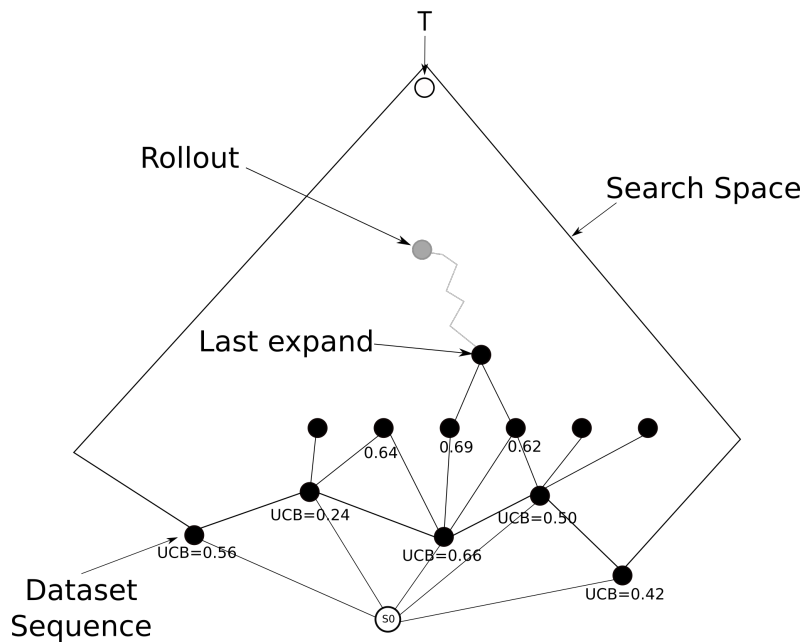 T
Rollout
Search Space
Last expand
0.64
0.69
0.62
UCB=0.24
UCB=0.50
UCB=0.56
UCB=0.66
UCB=0.42
Dataset
Sequence
S0